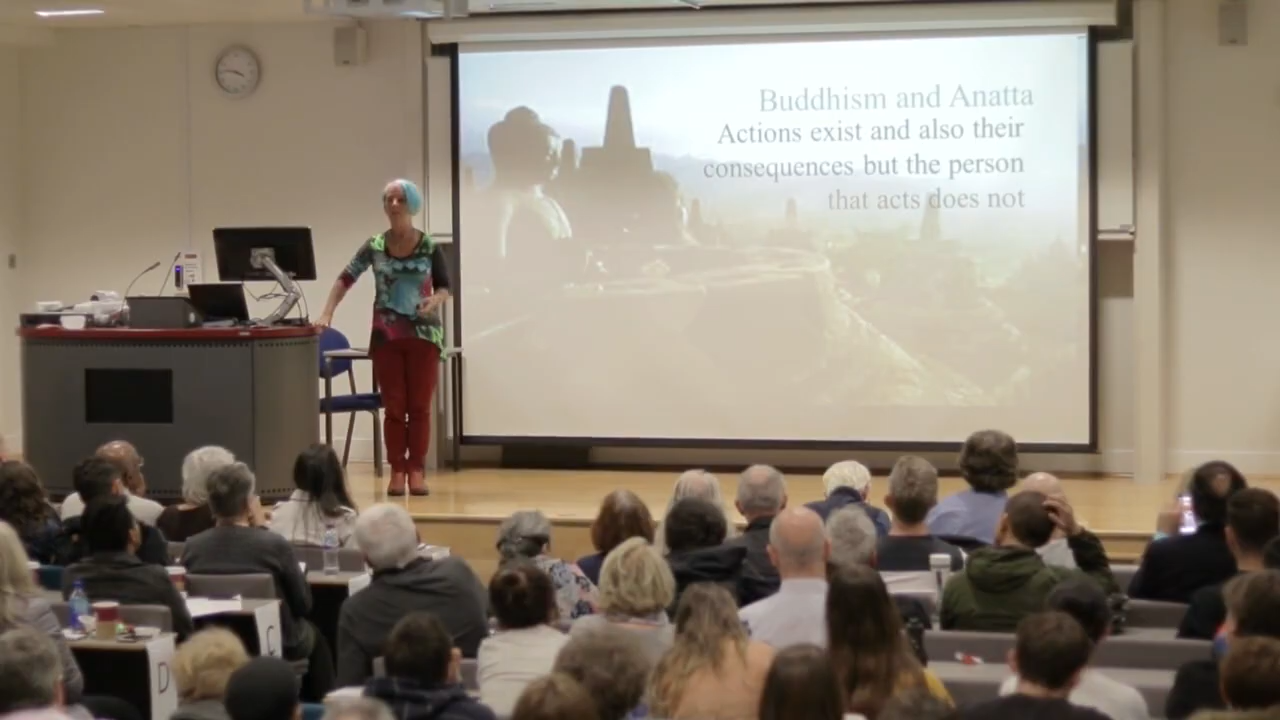 Buddhism and Anatta
Actions exist and also their
consequences but the person
that acts does not
C
D